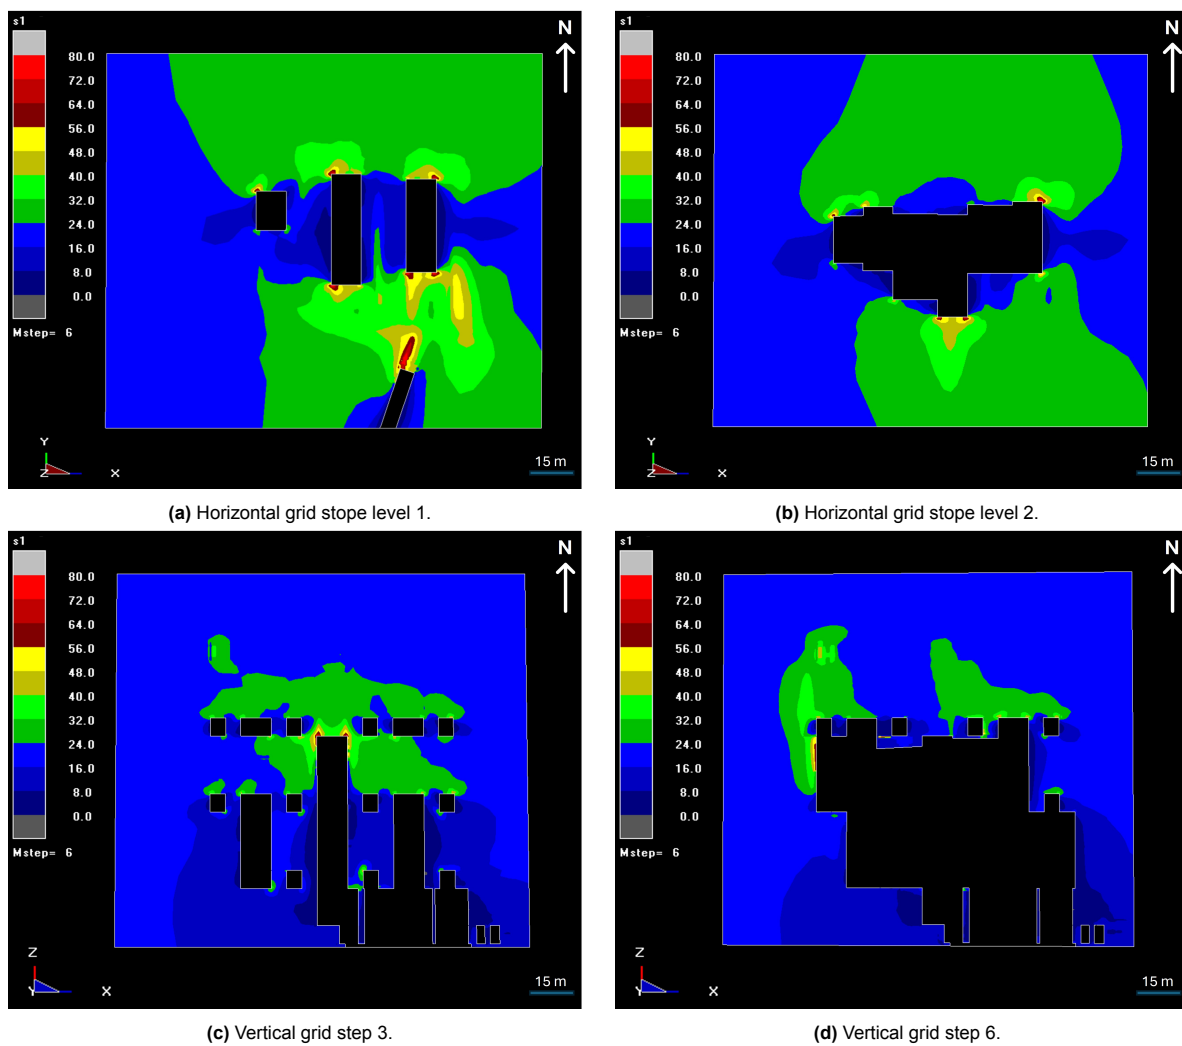 s1
N
80.0
72.0
64.0
56.0
48.0
40.0
32.0
24.0
16.0
8.0
0.0
Mstep= 6
Y
Z
X
15 m
(a) Horizontal grid stope level 1.
s1
N
80.0
72.0
64.0
56.0
48.0
40.0
32.0
24.0
16.0
8.0
0.0
Mstep= 6
Y
Z
X
15 m
(b) Horizontal grid stope level 2.
s1
N
80.0
72.0
64.0
56.0
48.0
40.0
32.0
24.0
16.0
8.0
0.0
Mstep= 6
Z
Y
X
15 m
(c) Vertical grid step 3.
s1
N
80.0
72.0
64.0
56.0
48.0
40.0
32.0
24.0
16.0
8.0
0.0
Mstep= 6
Z
Y
X
15 m
(d) Vertical grid step 6.